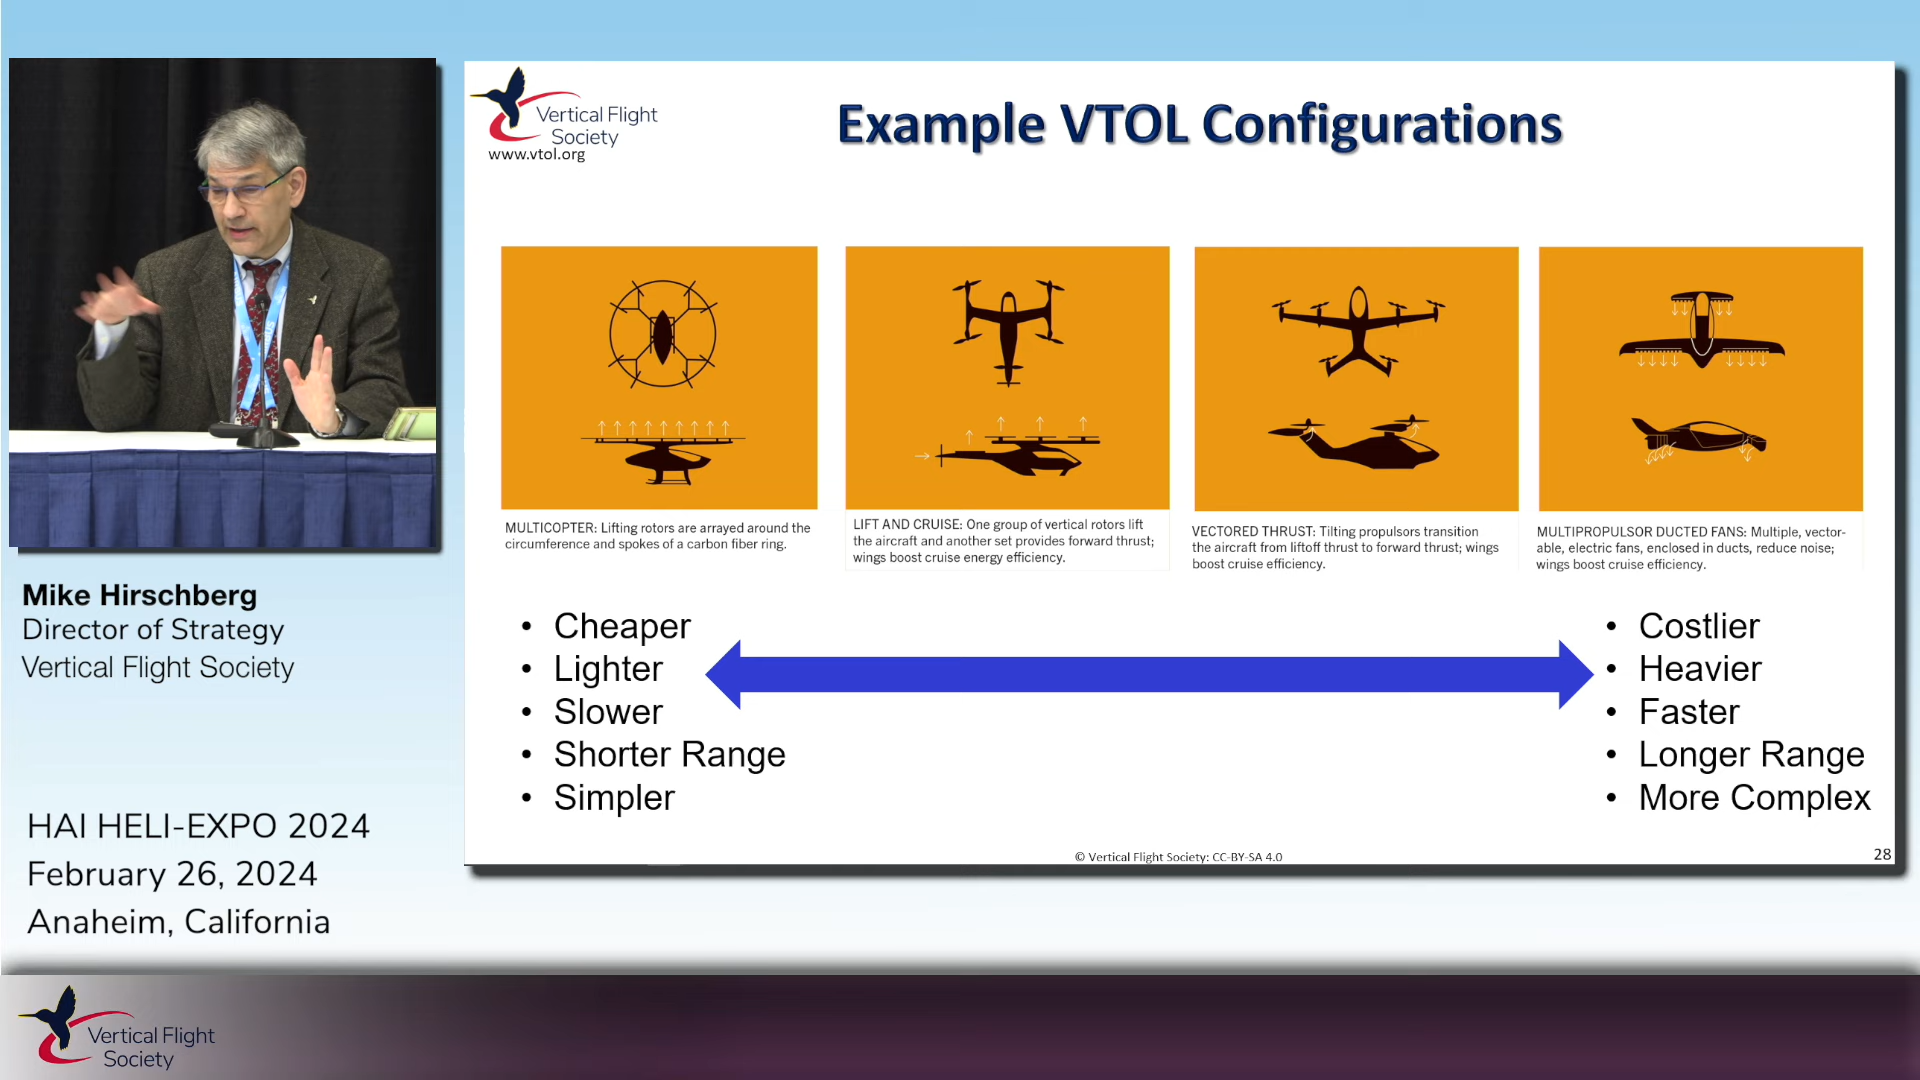 Vertical Flight
Society
www.vtol.org
Example VTOL Configurations
MULTICOPTER: Lifting rotors are arrayed around the
circumference and spokes of a carbon fiber ring.
LIFT AND CRUISE: One group of vertical rotors lift
the aircraft and another set provides forward thrust;
wings boost cruise energy efficiency.
VECTORED THRUST: Tilting propulsors transition
the aircraft from liftoff thrust to forward thrust; wings
boost cruise efficiency.
MULTIPROPULSOR DUCTED FANS: Multiple, vector-
able, electric fans, enclosed in ducts, reduce noise;
wings boost cruise efficiency.
• Cheaper
• Lighter
• Slower
• Shorter Range
• Simpler
• Costlier
• Heavier
• Faster
• Longer Range
• More Complex
© Vertical Flight Society: CC-BY-SA 4.0
28
Mike Hirschberg
Director of Strategy
Vertical Flight Society
HAI HELI-EXPO 2024
February 26, 2024
Anaheim, California
Vertical Flight
Society